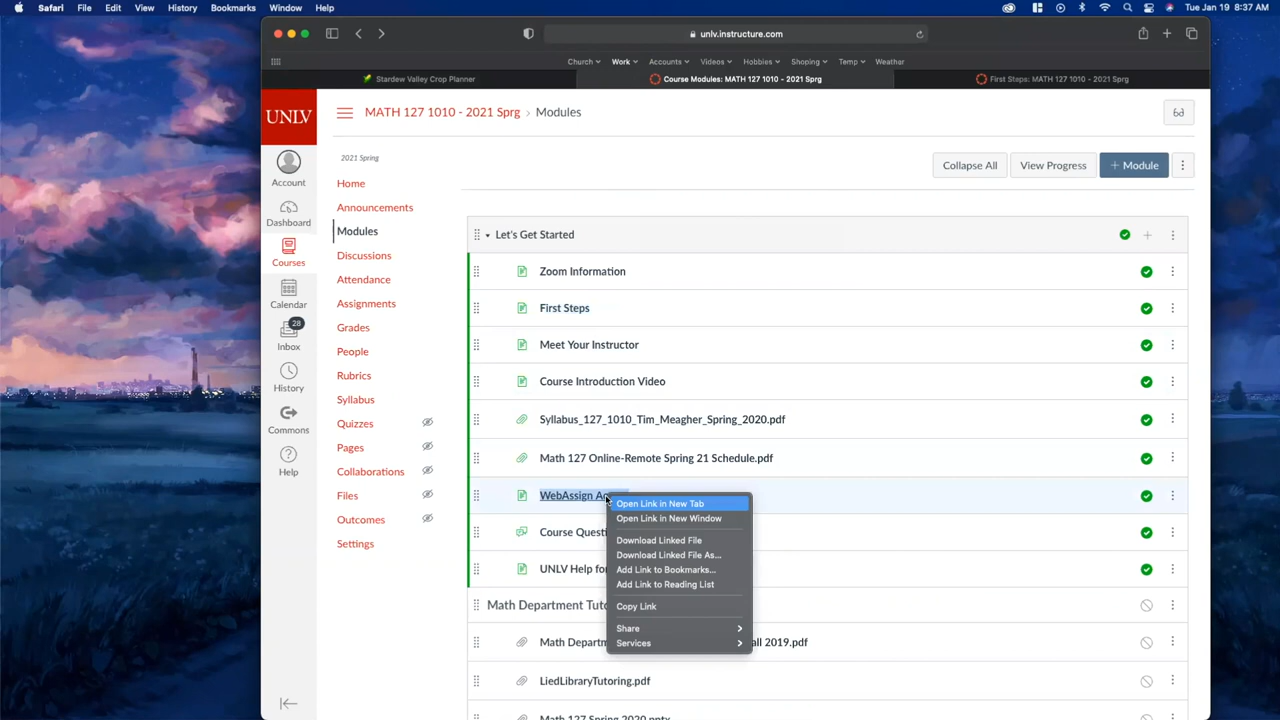 Safari File Edit View History Bookmarks Window Help
Tue Jan 19 8:37 AM
unlv.instructure.com
Church Work Accounts Videos Hobbies Shoping Temp Weather
Stardew Valley Crop Planner
Course Modules: MATH 127 1010 - 2021 Sprg
First Steps: MATH 127 1010 - 2021 Sprg
UNLV
MATH 127 1010 - 2021 Sprg › Modules
2021 Spring
Collapse All
View Progress
+ Module
Account
Dashboard
Courses
Calendar
28
Inbox
History
Commons
Help
Home
Announcements
Modules
Discussions
Attendance
Assignments
Grades
People
Rubrics
Syllabus
Quizzes
Pages
Collaborations
Files
Outcomes
Settings
Let's Get Started
Zoom Information
First Steps
Meet Your Instructor
Course Introduction Video
Syllabus_127_1010_Tim_Meagher_Spring_2020.pdf
Math 127 Online-Remote Spring 21 Schedule.pdf
WebAssign
Open Link in New Tab
Open Link in New Window
Download Linked File
Download Linked File As...
Add Link to Bookmarks...
Add Link to Reading List
Copy Link
Share
Services
Course
UNLV Help for
Math Department
Math all 2019.pdf
LiedLibraryTutoring.pdf
Math 127 Spring 2020.pptx